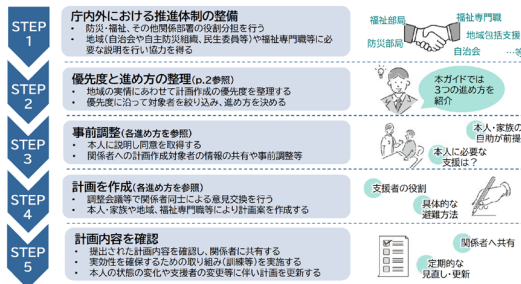 STEP
1
庁内外における推進体制の整備
・ 防災・福祉、その他関係部署の役割分担を行う
・ 地域(自治会や自主防災組織、民生委員等)や福祉専門職等に必
要な説明を行い協力を得る
福祉部局
防災部局
福祉専門職
地域包括支援
自治会
…等
STEP
2
優先度と進め方の整理(p.2参照)
・ 地域の実情にあわせて計画作成の優先度を整理する
・ 優先度に沿って対象者を絞り込み、進め方を決める
本ガイドでは
3つの進め方を
紹介
STEP
3
事前調整(各進め方を参照)
・ 本人に説明し同意を取得する
・ 関係者への計画作成対象者の情報の共有や事前調整等
本人・家族の
自助が前提
本人に必要な
支援は?
STEP
4
計画を作成(各進め方を参照)
・ 調整会議等で関係者同士による意見交換を行う
・ 本人・家族や地域、福祉専門職等により計画案を作成する
支援者の役割
具体的な
避難方法
STEP
5
計画内容を確認
・ 提出された計画内容を確認し、関係者に共有する
・ 実効性を確保するための取り組み(訓練等)を実施する
・ 本人の状態の変化や支援者の変更等に伴い計画を更新する
関係者へ共有
定期的な
見直し・更新